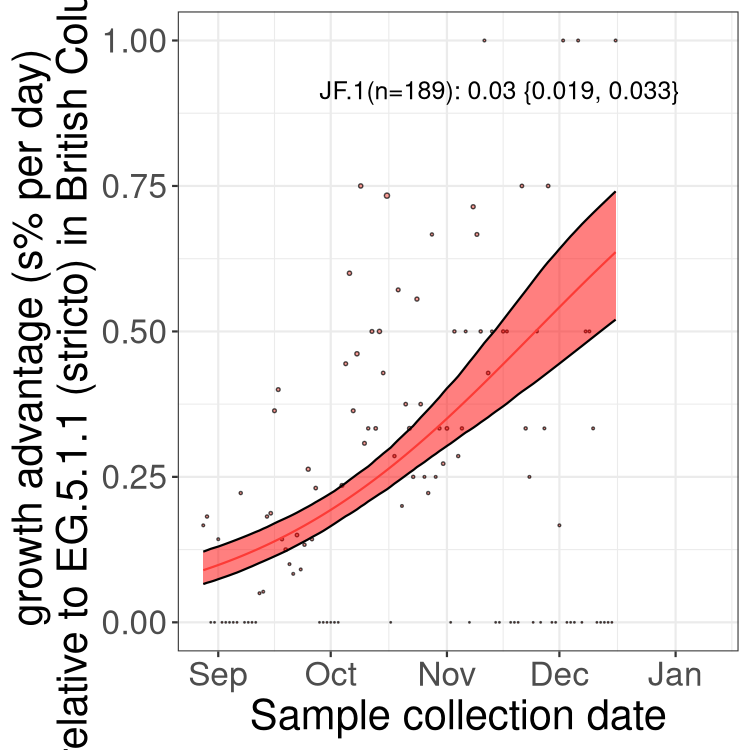 growth advantage (s% per day)
relative to EG.5.1.1 (stricto) in British Colu
1.00
0.75
0.50
0.25
0.00
JF.1(n=189): 0.03 {0.019, 0.033}
Sep Oct Nov Dec Jan
Sample collection date